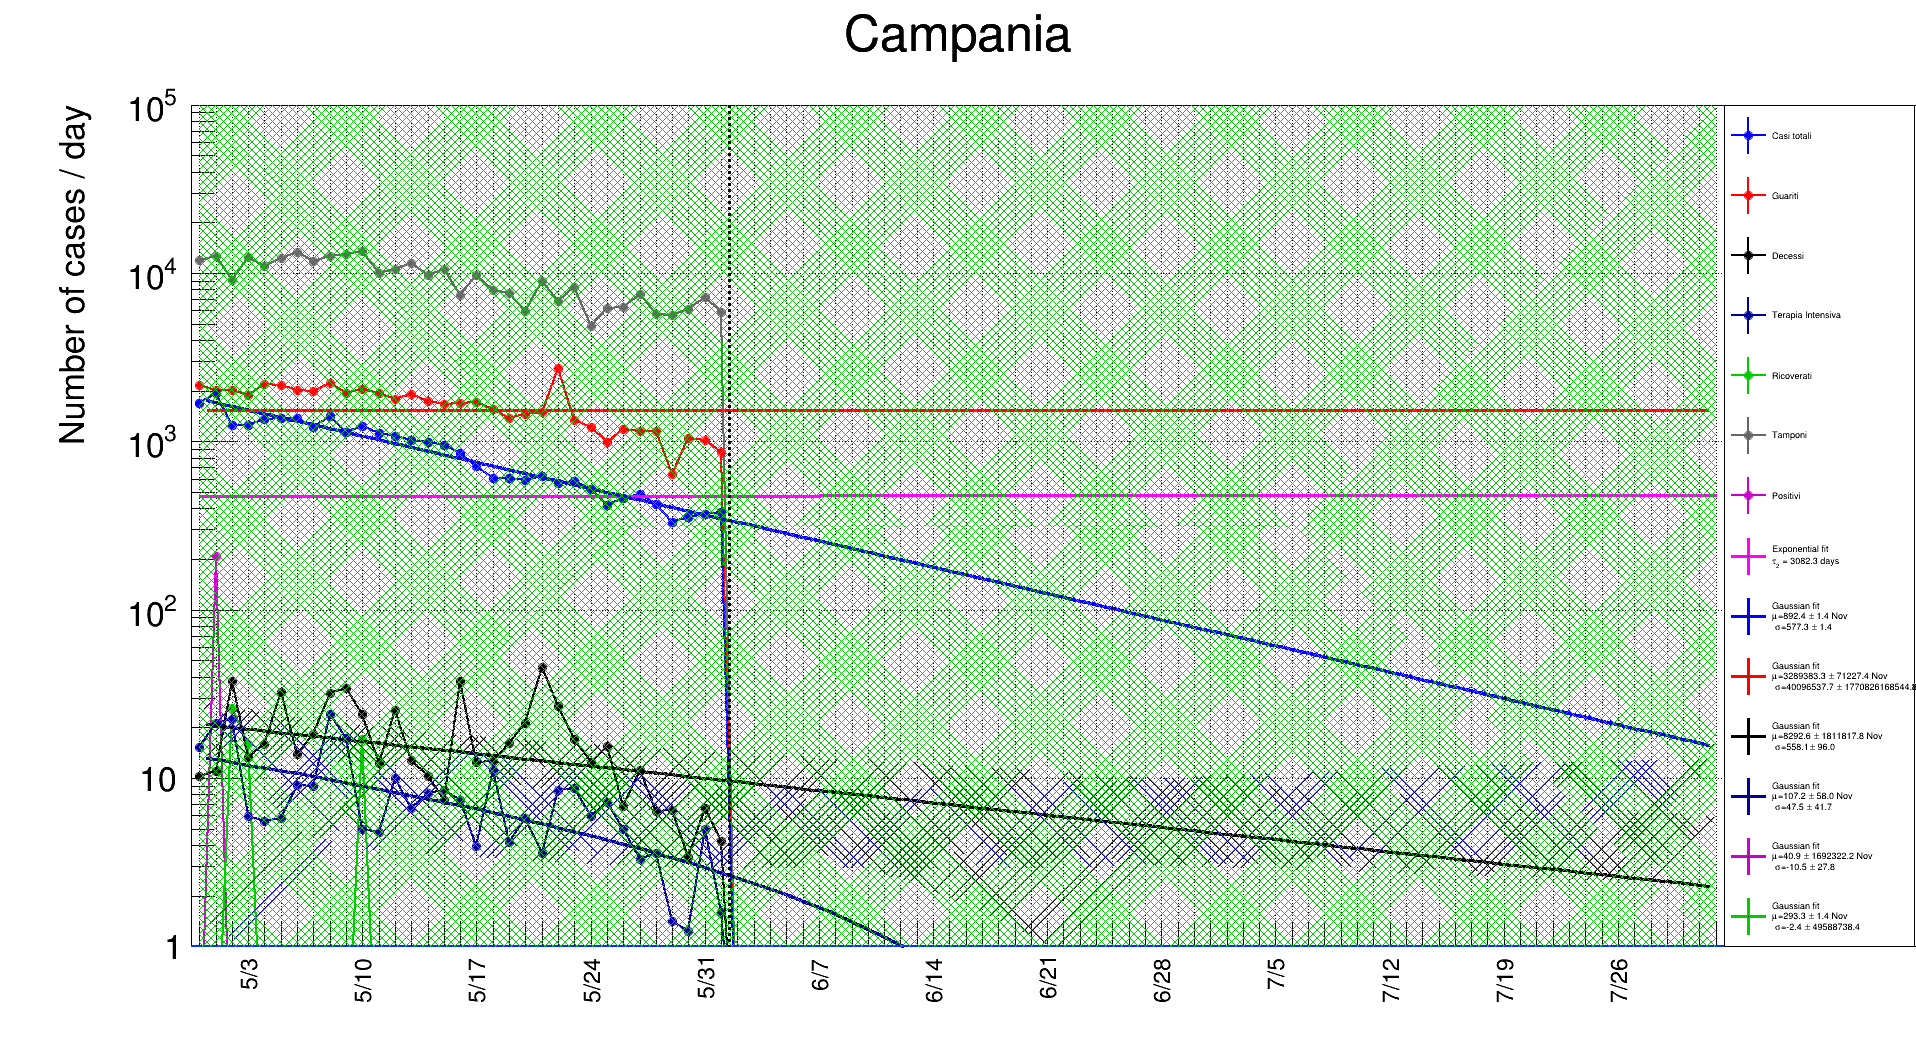 Campania
Number of cases / day
10^5
10^4
10^3
10^2
10
1
5/3
5/10
5/17
5/24
5/31
6/7
6/14
6/21
6/28
7/5
7/12
7/19
7/26
Casi totali
Guariti
Decessi
Terapia Intensiva
Ricoverati
Tamponi
Positivi
Exponential fit
τ_2 = 3082.3 days
Gaussian fit
μ=892.4 ± 1.4 Nov
σ=577.3 ± 1.4
Gaussian fit
μ=3289383.3 ± 71227.4 Nov
σ=40096537.7 ± 1770826168544.8
Gaussian fit
μ=8292.6 ± 1811817.8 Nov
σ=558.1 ± 96.0
Gaussian fit
μ=107.2 ± 58.0 Nov
σ=47.5 ± 41.7
Gaussian fit
μ=40.9 ± 1692322.2 Nov
σ=-10.5 ± 27.8
Gaussian fit
μ=293.3 ± 1.4 Nov
σ=-2.4 ± 49588738.4